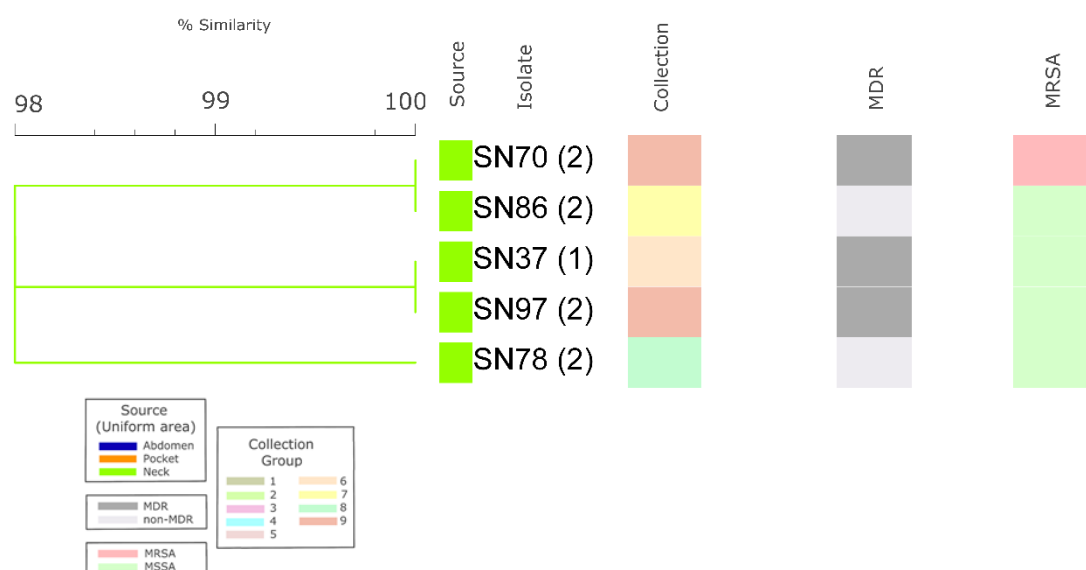 % Similarity
98 99 100
Source
Isolate
Collection
MDR
MRSA
SN70 (2)
SN86 (2)
SN37 (1)
SN97 (2)
SN78 (2)
Source
(Uniform area)
Abdomen
Pocket
Neck
MDR
non-MDR
MRSA
MSSA
Collection
Group
1 6
2 7
3 8
4 9
5